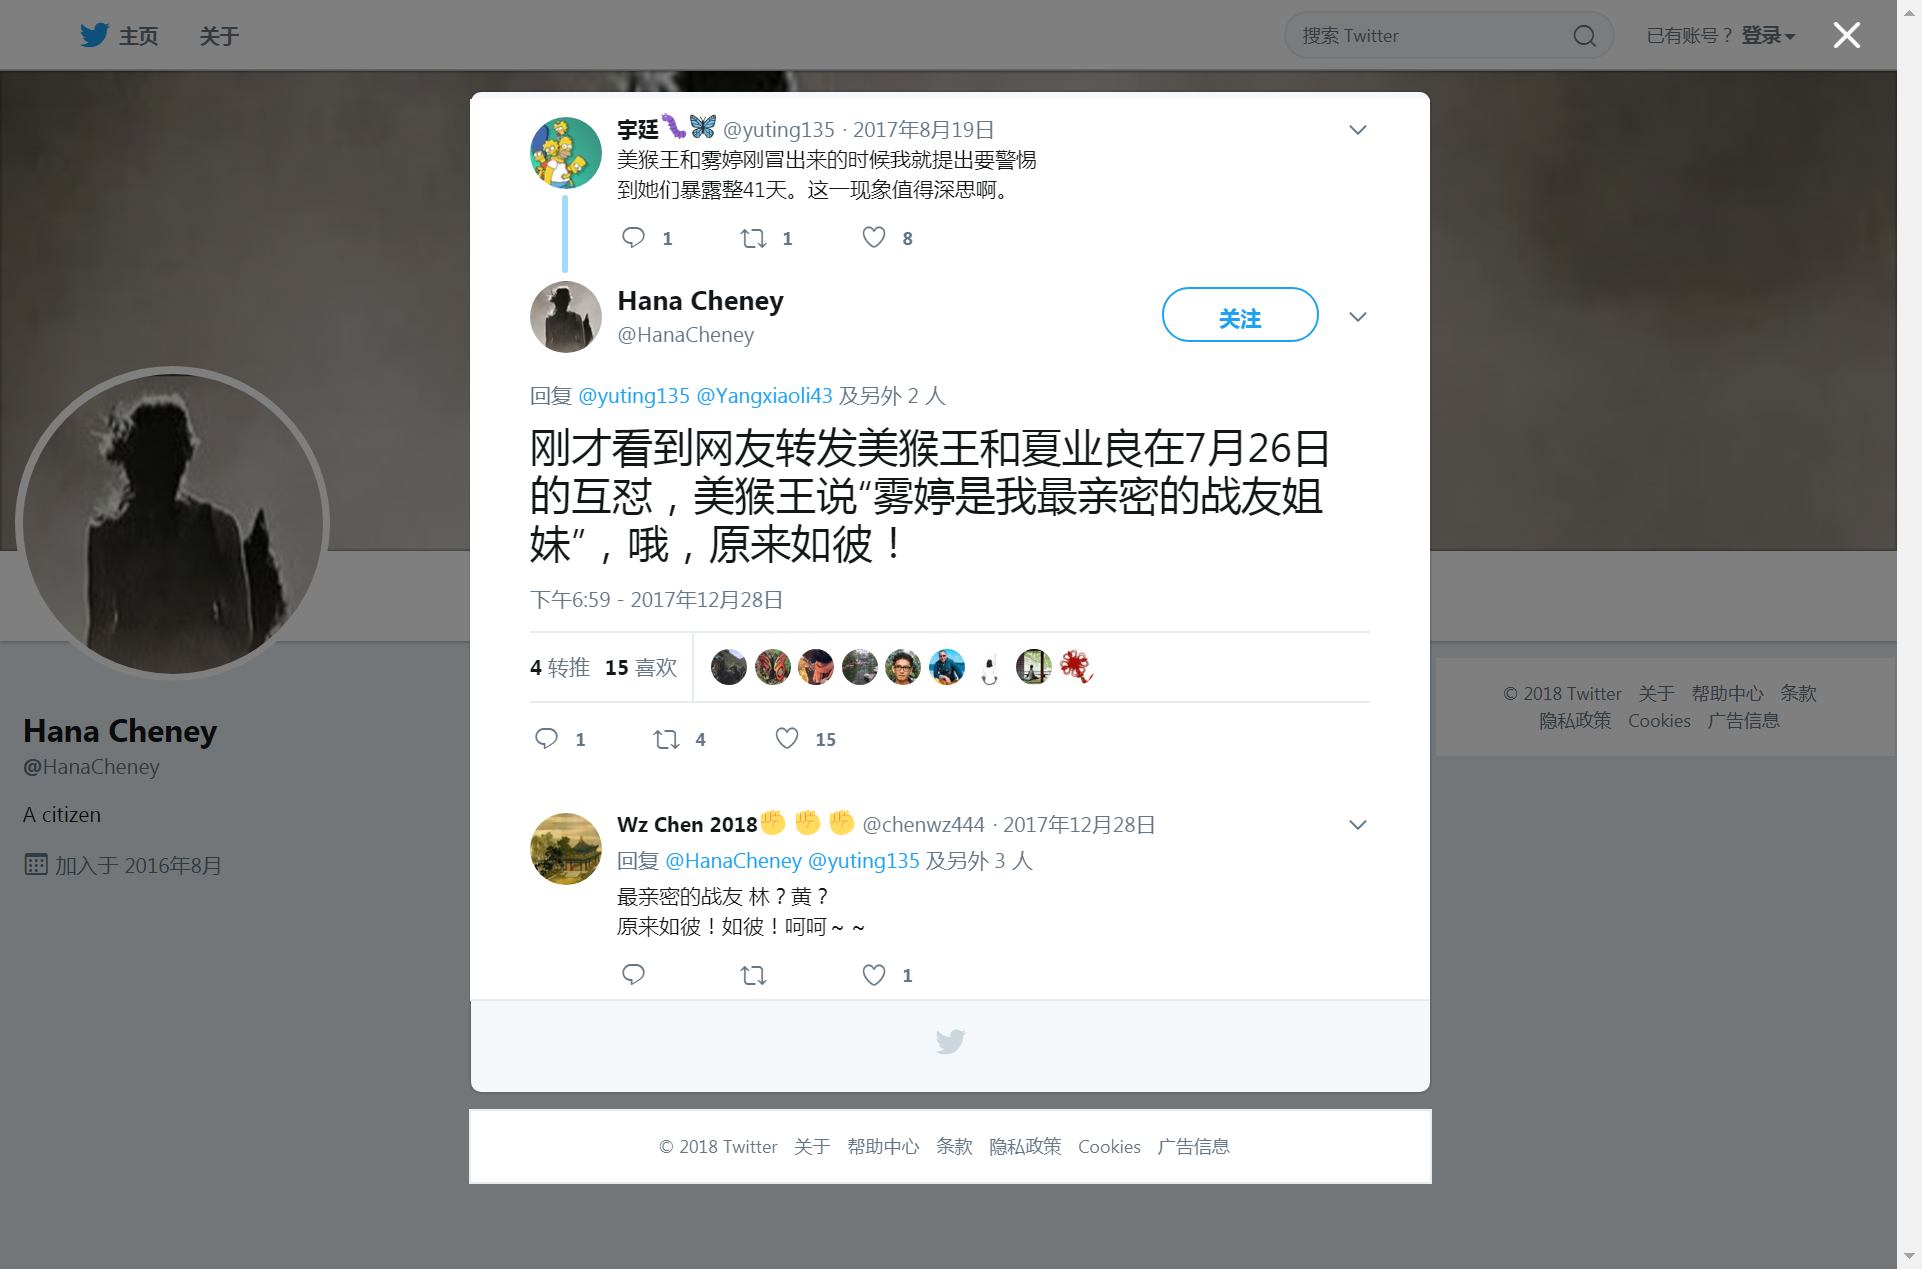 主页 关于 搜索 Twitter 已有账号？ 登录
宇廷 @yuting135 · 2017年8月19日
美猴王和雾婷刚冒出来的时候我就提出要警惕
到她们暴露整41天。这一现象值得深思啊。
1 1 8
Hana Cheney
@HanaCheney
关注
回复 @yuting135 @Yangxiaoli43 及另外 2 人
刚才看到网友转发美猴王和夏业良在7月26日
的互怼，美猴王说“雾婷是我最亲密的战友姐
妹”，哦，原来如彼！
下午6:59 - 2017年12月28日
4 转推 15 喜欢
1 4 15
Wz Chen 2018✊ ✊ ✊ @chenwz444 · 2017年12月28日
回复 @HanaCheney @yuting135 及另外 3 人
最亲密的战友 林？黄？
原来如彼！如彼！呵呵～～
1
© 2018 Twitter 关于 帮助中心 条款 隐私政策 Cookies 广告信息
Hana Cheney
@HanaCheney
A citizen
加入于 2016年8月
© 2018 Twitter 关于 帮助中心 条款
隐私政策 Cookies 广告信息